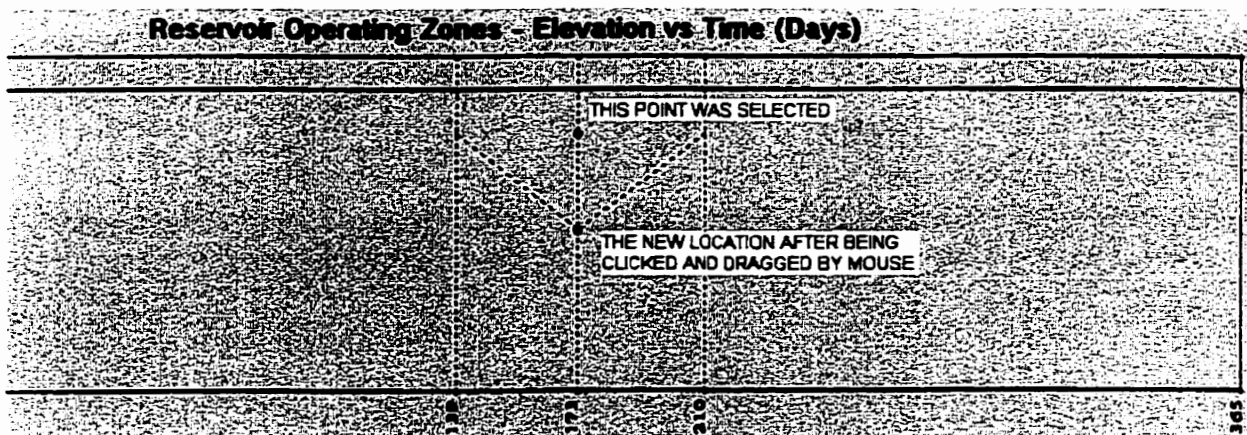 Reservoir Operating Zones - Elevation vs Time (Days)
THIS POINT WAS SELECTED
THE NEW LOCATION AFTER BEING
CLICKED AND DRAGGED BY MOUSE
210
365